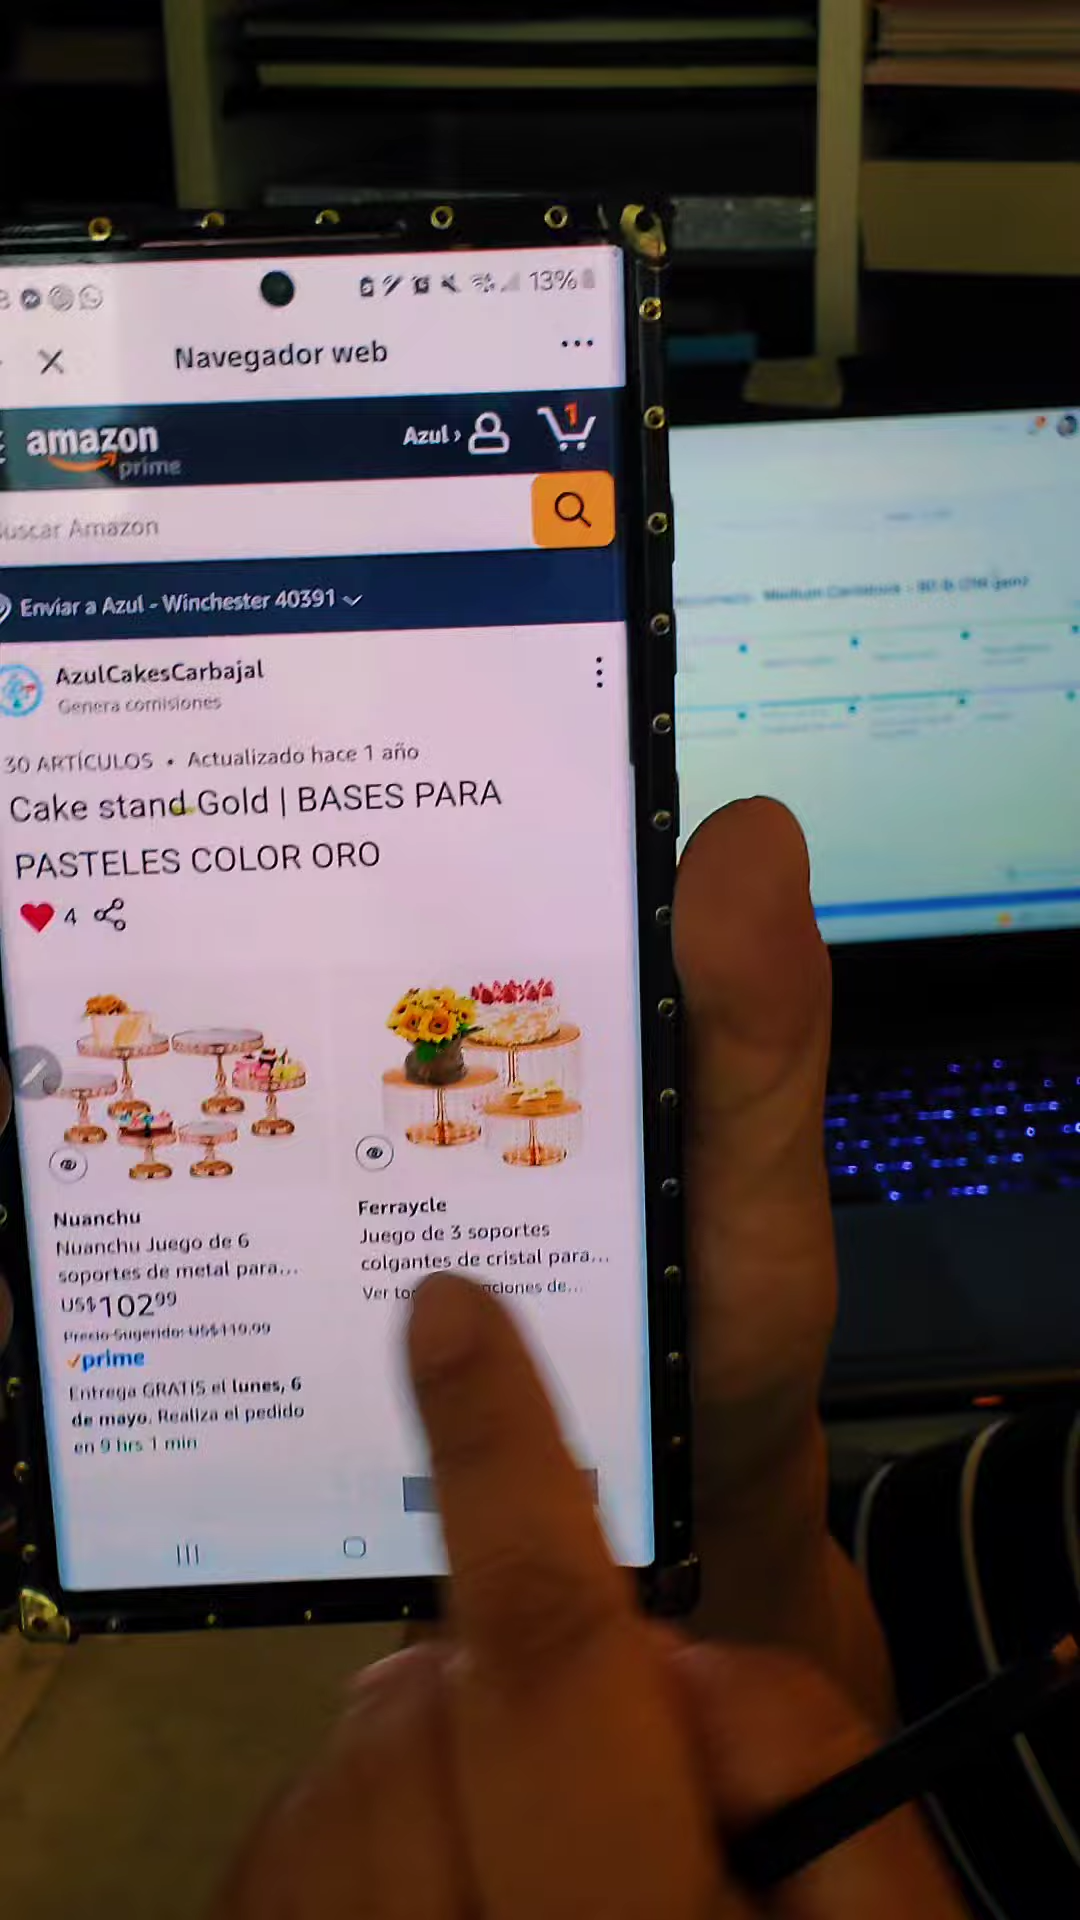 13%
Navegador web
amazon
prime
Azul ›
1
Buscar Amazon
Enviar a Azul - Winchester 40391
AzulCakesCarbajal
Genera comisiones
30 ARTÍCULOS • Actualizado hace 1 año
Cake stand Gold | BASES PARA
PASTELES COLOR ORO
4
Nuanchu
Nuanchu Juego de 6
soportes de metal para...
US$102⁹⁹
Precio Sugerido: US$119.99
prime
Entrega GRATIS el lunes, 6
de mayo. Realiza el pedido
en 9 hrs 1 min
Ferraycle
Juego de 3 soportes
colgantes de cristal para...
Ver de...